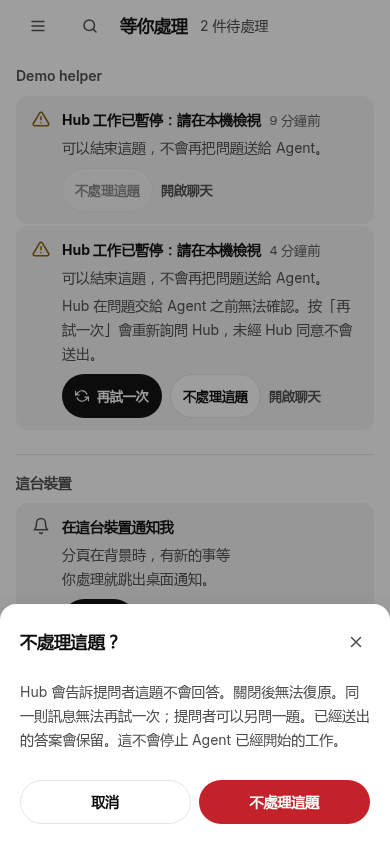 等你處理 2 件待處理
Demo helper
Hub 工作已暫停：請在本機檢視 9 分鐘前
可以結束這題，不會再把問題送給 Agent。
不處理這題 開啟聊天
Hub 工作已暫停：請在本機檢視 4 分鐘前
可以結束這題，不會再把問題送給 Agent。
Hub 在問題交給 Agent 之前無法確認。按「再
試一次」會重新詢問 Hub，未經 Hub 同意不會
送出。
再試一次 不處理這題 開啟聊天
這台裝置
在這台裝置通知我
分頁在背景時，有新的事等
你處理就跳出桌面通知。
不處理這題？
Hub 會告訴提問者這題不會回答。關閉後無法復原。同
一則訊息無法再試一次；提問者可以另問一題。已經送出
的答案會保留。這不會停止 Agent 已經開始的工作。
取消 不處理這題